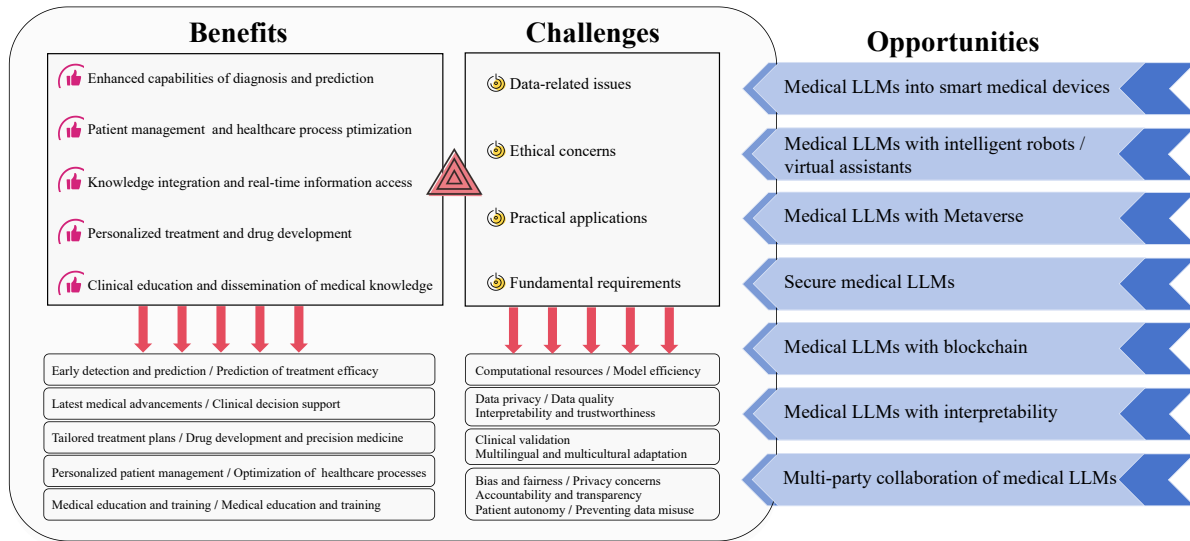 Benefits
Enhanced capabilities of diagnosis and prediction
Patient management and healthcare process ptimization
Knowledge integration and real-time information access
Personalized treatment and drug development
Clinical education and dissemination of medical knowledge
Early detection and prediction / Prediction of treatment efficacy
Latest medical advancements / Clinical decision support
Tailored treatment plans / Drug development and precision medicine
Personalized patient management / Optimization of healthcare processes
Medical education and training / Medical education and training
Challenges
Data-related issues
Ethical concerns
Practical applications
Fundamental requirements
Computational resources / Model efficiency
Data privacy / Data quality
Interpretability and trustworthiness
Clinical validation
Multilingual and multicultural adaptation
Bias and fairness / Privacy concerns
Accountability and transparency
Patient autonomy / Preventing data misuse
Opportunities
Medical LLMs into smart medical devices
Medical LLMs with intelligent robots /
virtual assistants
Medical LLMs with Metaverse
Secure medical LLMs
Medical LLMs with blockchain
Medical LLMs with interpretability
Multi-party collaboration of medical LLMs